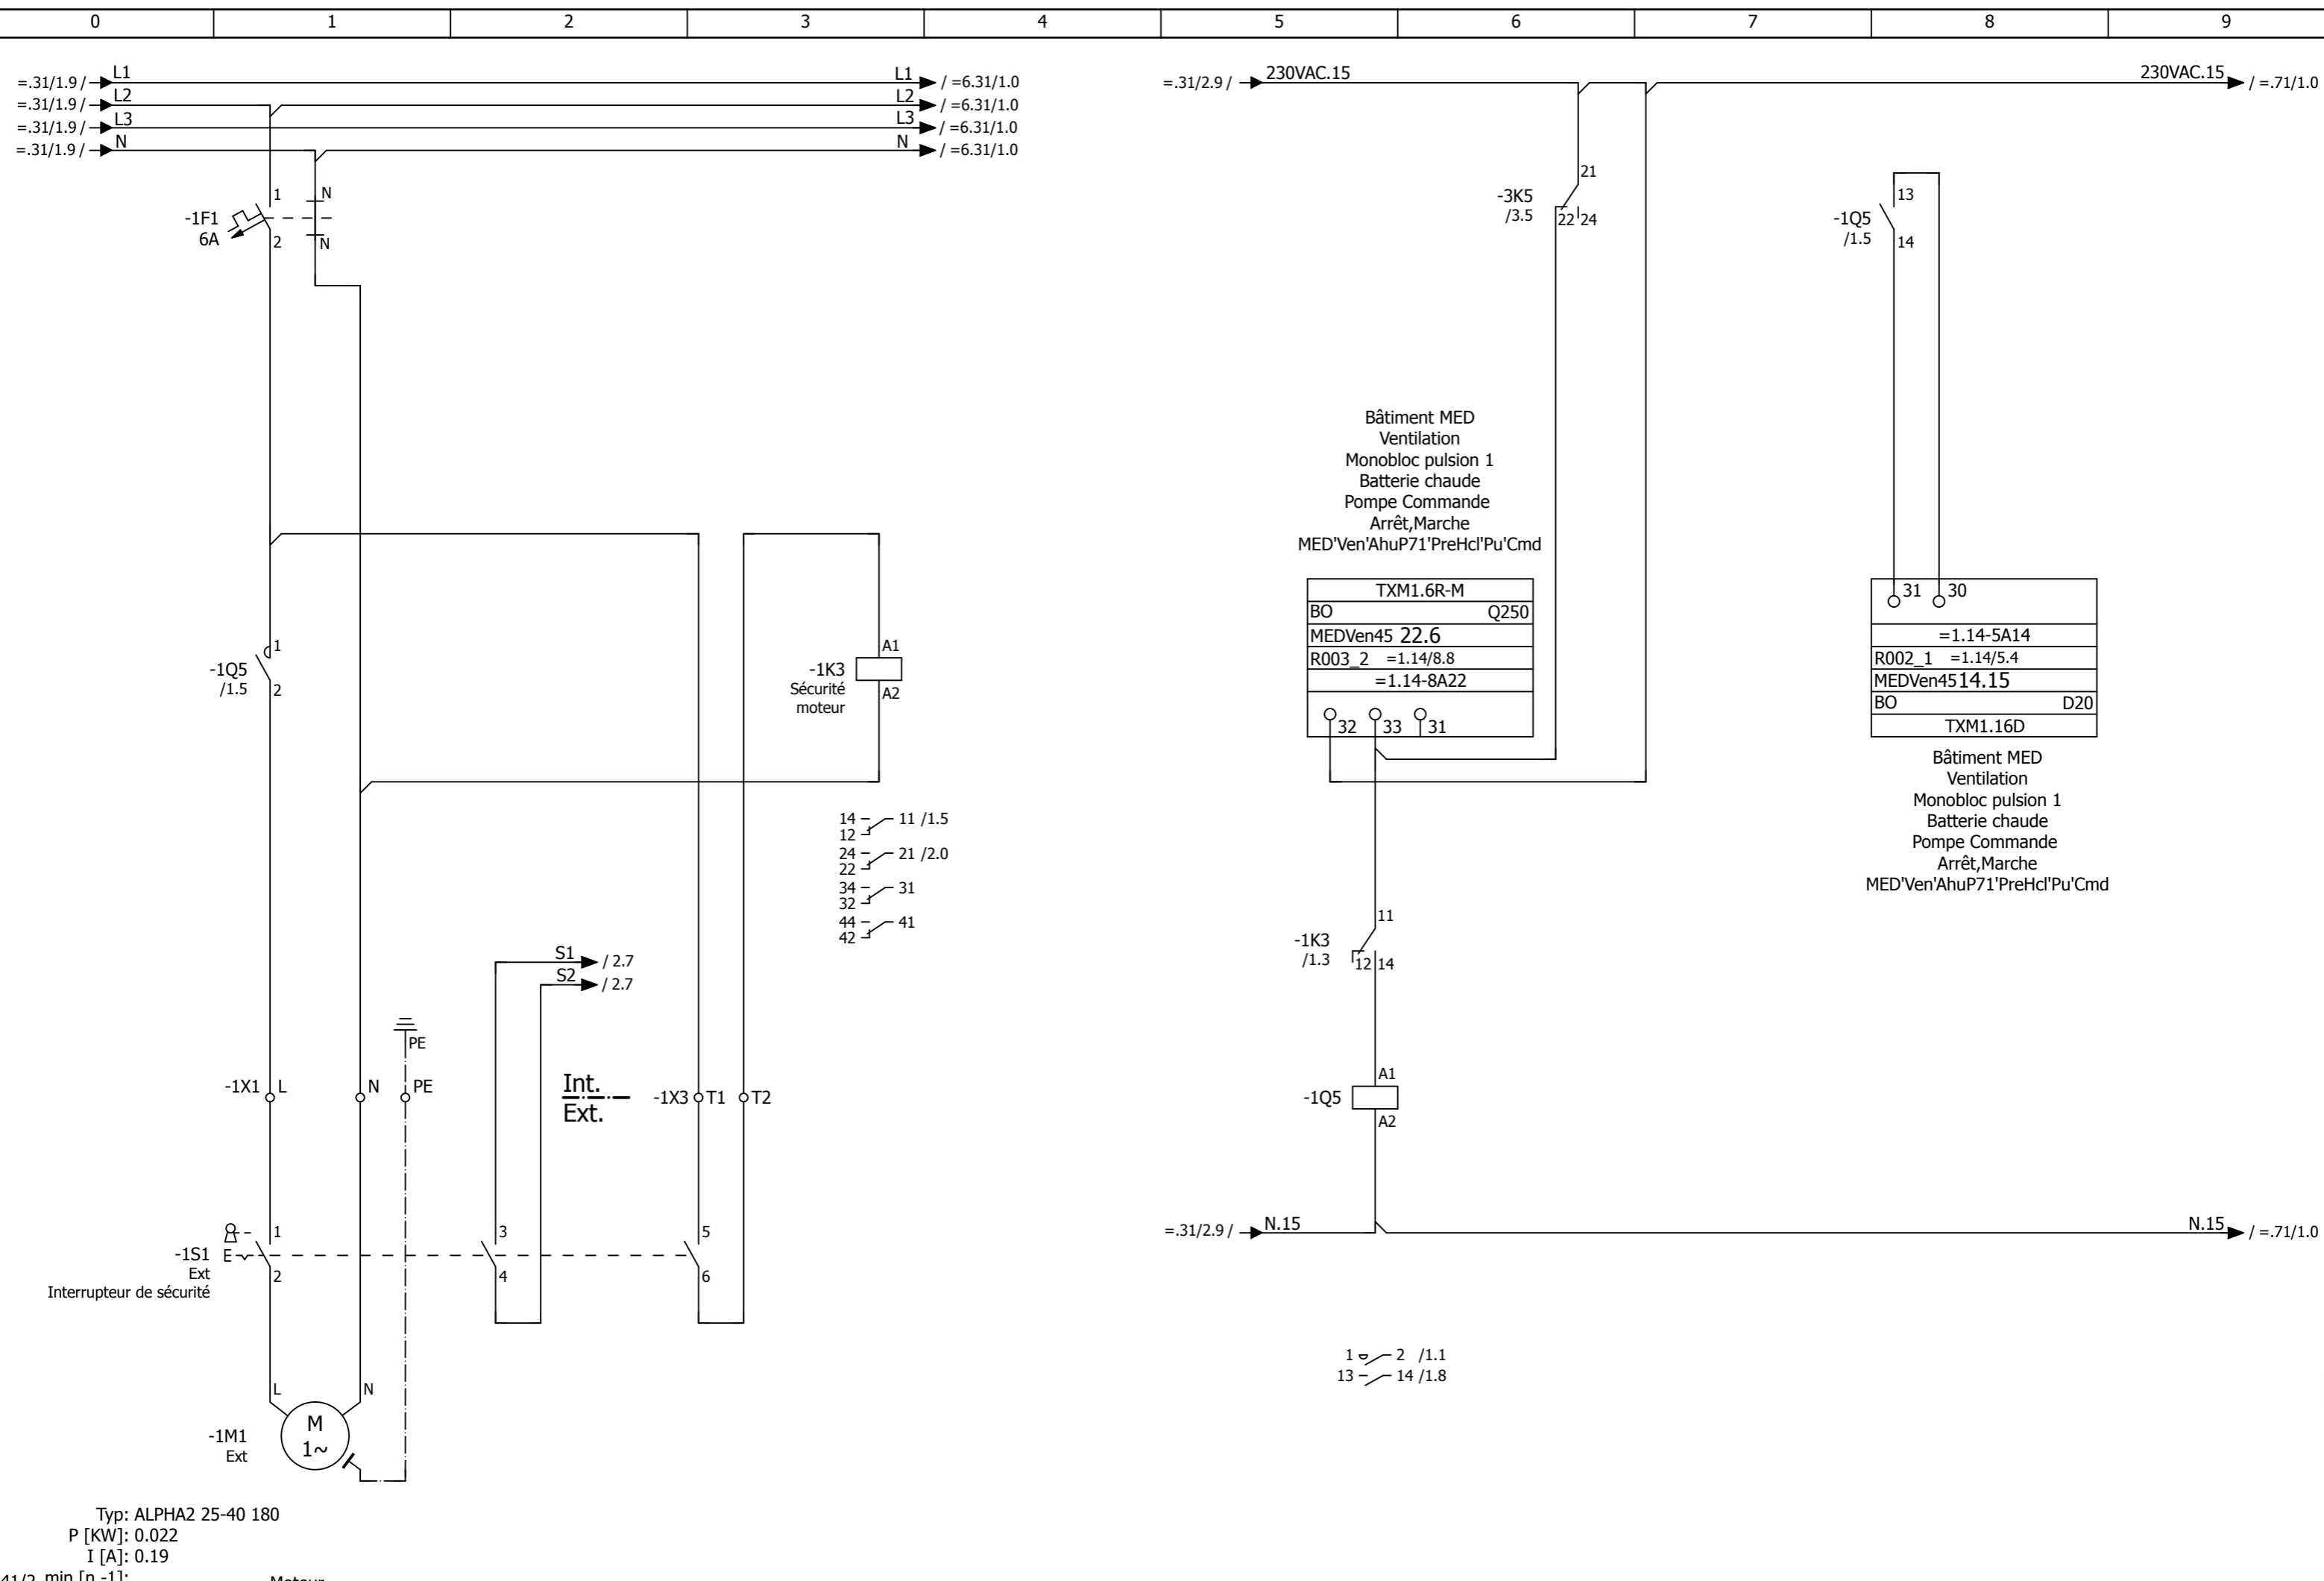 0 1 2 3 4 5 6 7 8 9
=.31/1.9 / L1 L1 / =6.31/1.0
=.31/1.9 / L2 L2 / =6.31/1.0
=.31/1.9 / L3 L3 / =6.31/1.0
=.31/1.9 / N N / =6.31/1.0
=.31/2.9 / 230VAC.15 230VAC.15 / =.71/1.0
1 N
-1F1
6A
2 N
21
-3K5
/3.5
22 24
13
-1Q5
/1.5
14
Bâtiment MED
Ventilation
Monobloc pulsion 1
Batterie chaude
Pompe Commande
Arrêt,Marche
MED'Ven'AhuP71'PreHcl'Pu'Cmd
TXM1.6R-M
BO Q250
MEDVen45 22.6
R003_2 =1.14/8.8
=1.14-8A22
32 33 31
31 30
=1.14-5A14
R002_1 =1.14/5.4
MEDVen45 14.15
BO D20
TXM1.16D
Bâtiment MED
Ventilation
Monobloc pulsion 1
Batterie chaude
Pompe Commande
Arrêt,Marche
MED'Ven'AhuP71'PreHcl'Pu'Cmd
1
-1Q5
/1.5
2
A1
-1K3
Sécurité
moteur
A2
14 11 /1.5
12
24 21 /2.0
22
34 31
32
44 41
42
S1 / 2.7
S2 / 2.7
11
-1K3
/1.3
12 14
PE
-1X1 L N PE
Int.
Ext.
-1X3 T1 T2
A1
-1Q5
A2
=.31/2.9 / N.15 N.15 / =.71/1.0
1 3 5
-1S1 E
Ext
Interrupteur de sécurité
2 4 6
1 2 /1.1
13 14 /1.8
L N
-1M1
Ext
M
1~
Typ: ALPHA2 25-40 180
P [KW]: 0.022
I [A]: 0.19
min [n -1]: